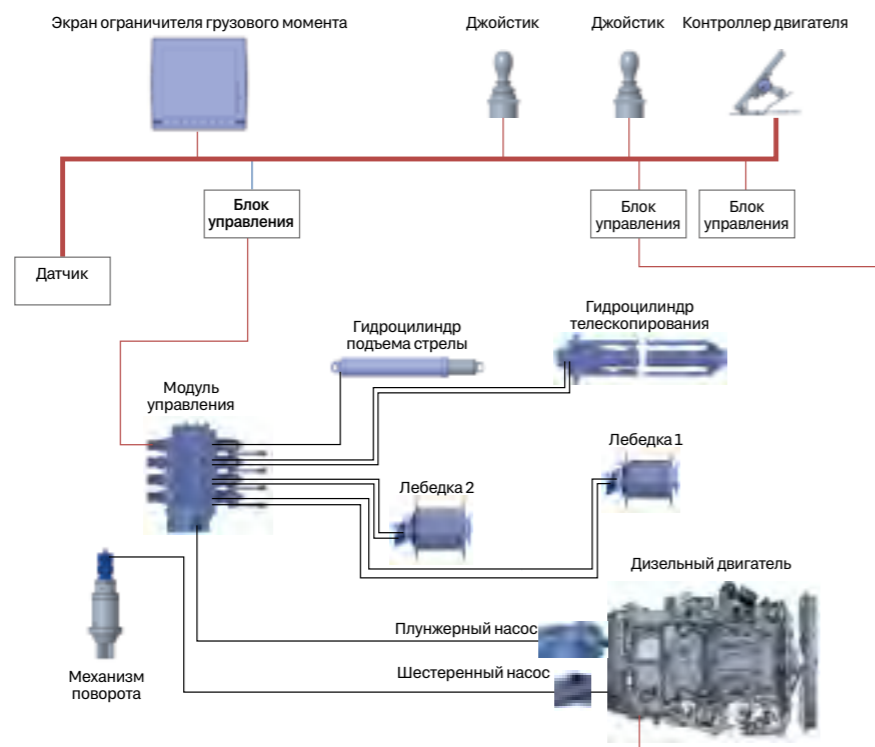 Экран ограничителя грузового момента
Джойстик
Джойстик
Контроллер двигателя
Блок
управления
Блок
управления
Блок
управления
Датчик
Гидроцилиндр
подъема стрелы
Гидроцилиндр
телескопирования
Модуль
управления
Лебедка 1
Лебедка 2
Дизельный двигатель
Плунжерный насос
Шестеренный насос
Механизм
поворота